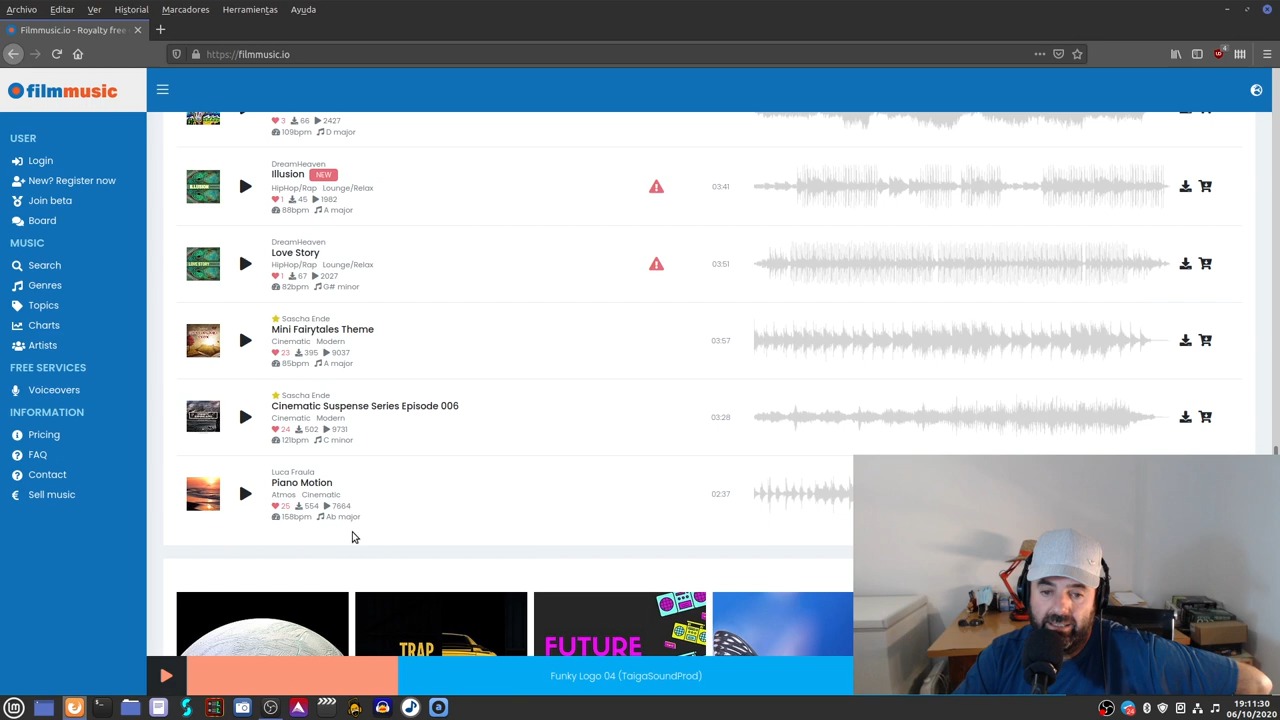 Archivo Editar Ver Historial Marcadores Herramientas Ayuda
Filmmusic.io - Royalty free
https://filmmusic.io
4
filmmusic
USER
Login
New? Register now
Join beta
Board
MUSIC
Search
Genres
Topics
Charts
Artists
FREE SERVICES
Voiceovers
INFORMATION
Pricing
FAQ
Contact
Sell music
3 66 2427
109bpm D major
DreamHeaven
Illusion NEW
HipHop/Rap Lounge/Relax
1 45 1982
88bpm A major
03:41
DreamHeaven
Love Story
HipHop/Rap Lounge/Relax
1 67 2027
82bpm G# minor
03:51
Sascha Ende
Mini Fairytales Theme
Cinematic Modern
23 395 9037
85bpm A major
03:57
Sascha Ende
Cinematic Suspense Series Episode 006
Cinematic Modern
24 502 9731
121bpm C minor
03:28
Luca Fraula
Piano Motion
Atmos Cinematic
25 554 7664
158bpm Ab major
02:37
TRAP
FUTURE
Funky Logo 04 (TaigaSoundProd)
19:11:30
06/10/2020